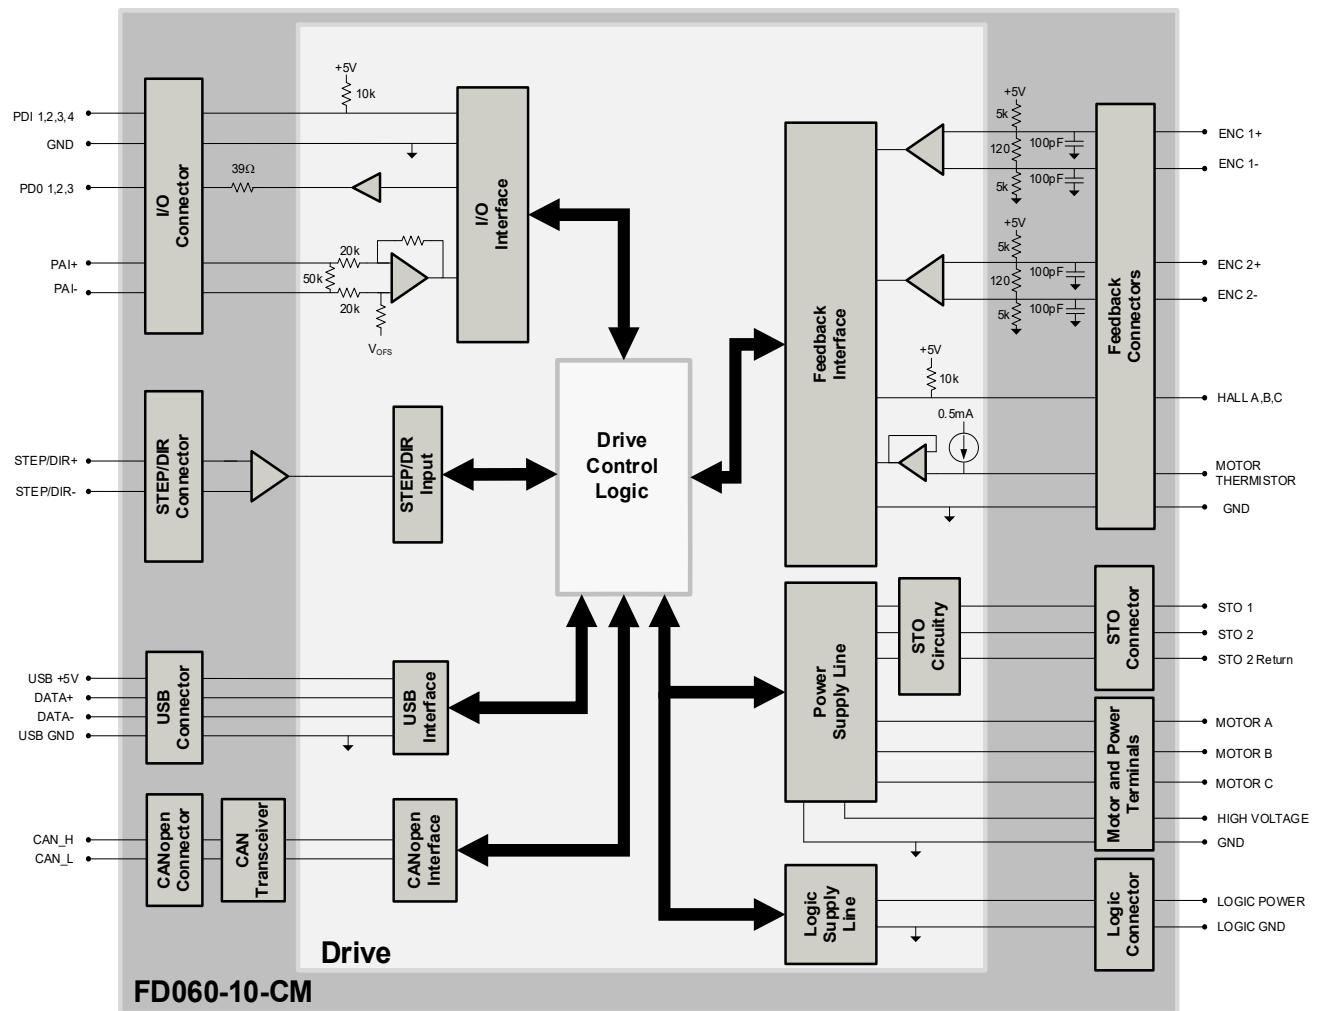 +5V
10k
PDI 1,2,3,4
GND
39Ω
PD0 1,2,3
PAI+
PAI-
20k
50k
20k
VOFS
I/O
Connector
I/O
Interface
STEP/DIR+
STEP/DIR-
STEP/DIR
Connector
STEP/DIR
Input
Drive
Control
Logic
USB +5V
DATA+
DATA-
USB GND
USB
Connector
USB
Interface
CAN_H
CAN_L
CANopen
Connector
CAN
Transceiver
CANopen
Interface
Feedback
Interface
+5V
5k
120
5k
100pF
100pF
+5V
5k
120
5k
100pF
100pF
+5V
10k
0.5mA
Feedback
Connectors
ENC 1+
ENC 1-
ENC 2+
ENC 2-
HALL A,B,C
MOTOR
THERMISTOR
GND
Power
Supply Line
STO
Circuitry
STO
Connector
STO 1
STO 2
STO 2 Return
Motor and Power
Terminals
MOTOR A
MOTOR B
MOTOR C
HIGH VOLTAGE
GND
Logic
Supply
Line
Logic
Connector
LOGIC POWER
LOGIC GND
Drive
FD060-10-CM